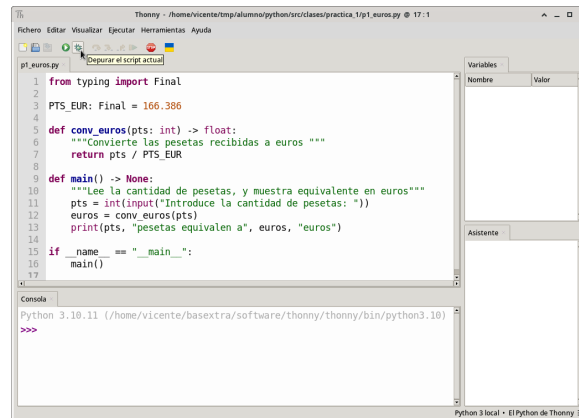 Thonny - /home/vicente/tmp/alumno/python/src/clases/practica_1/p1_euros.py @ 17 : 1
Fichero Editar Visualizar Ejecutar Herramientas Ayuda
Depurar el script actual
p1_euros.py
1 from typing import Final
2
3 PTS_EUR: Final = 166.386
4
5 def conv_euros(pts: int) -> float:
6     """Convierte las pesetas recibidas a euros """
7     return pts / PTS_EUR
8
9 def main() -> None:
10     """Lee la cantidad de pesetas, y muestra equivalente en euros"""
11     pts = int(input("Introduce la cantidad de pesetas: "))
12     euros = conv_euros(pts)
13     print(pts, "pesetas equivalen a", euros, "euros")
14
15 if __name__ == "__main__":
16     main()
17
Variables
Nombre Valor
Asistente
Consola
Python 3.10.11 (/home/vicente/basextra/software/thonny/thonny/bin/python3.10)
>>>
Python 3 local • El Python de Thonny